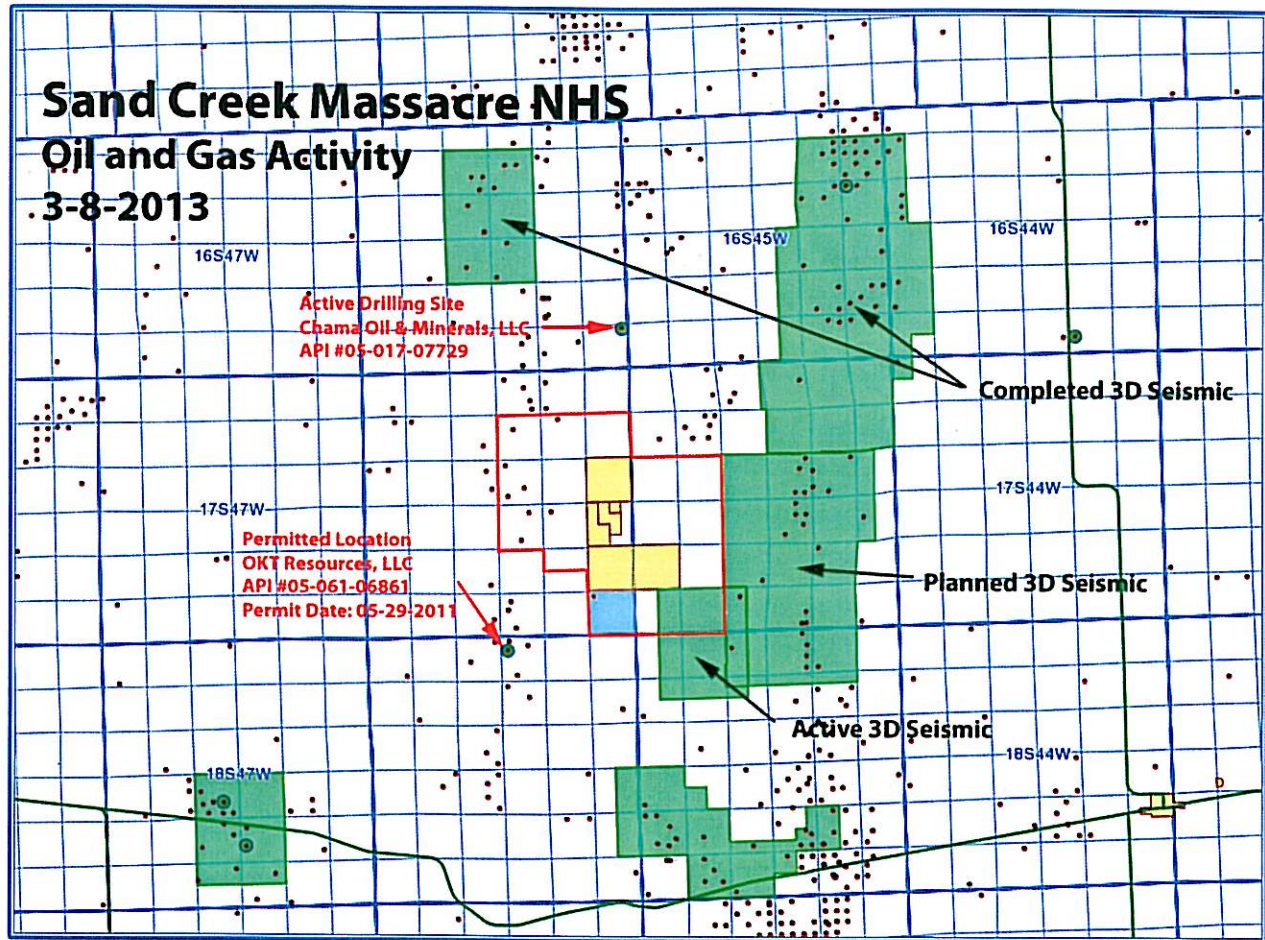 Sand Creek Massacre NHS
Oil and Gas Activity
3-8-2013
16S47W
16S45W
16S44W
Active Drilling Site
Chama Oil & Minerals, LLC
API #05-017-07729
Completed 3D Seismic
17S47W
17S44W
Permitted Location
OKT Resources, LLC
API #05-061-06861
Permit Date: 05-29-2011
Planned 3D Seismic
Active 3D Seismic
18S47W
18S44W